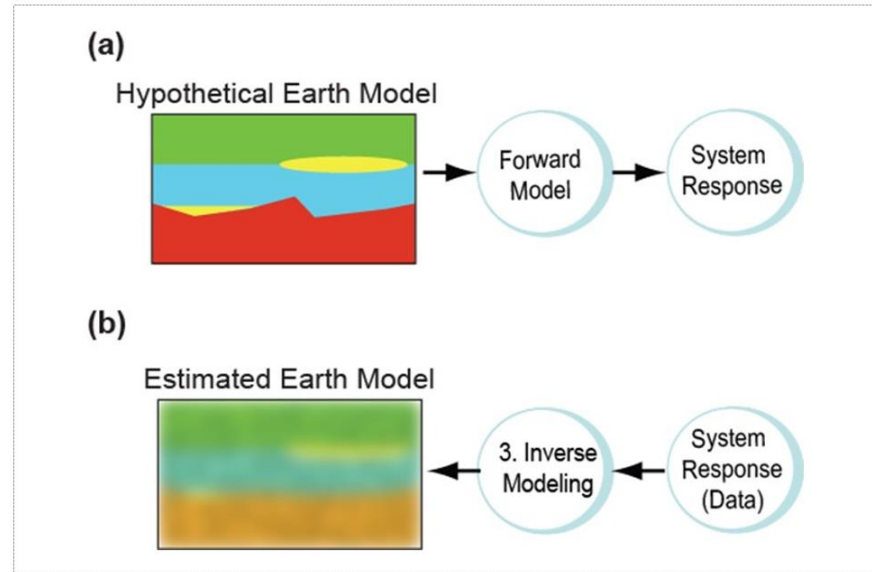 (a)
Hypothetical Earth Model
Forward
Model
System
Response
(b)
Estimated Earth Model
3. Inverse
Modeling
System
Response
(Data)